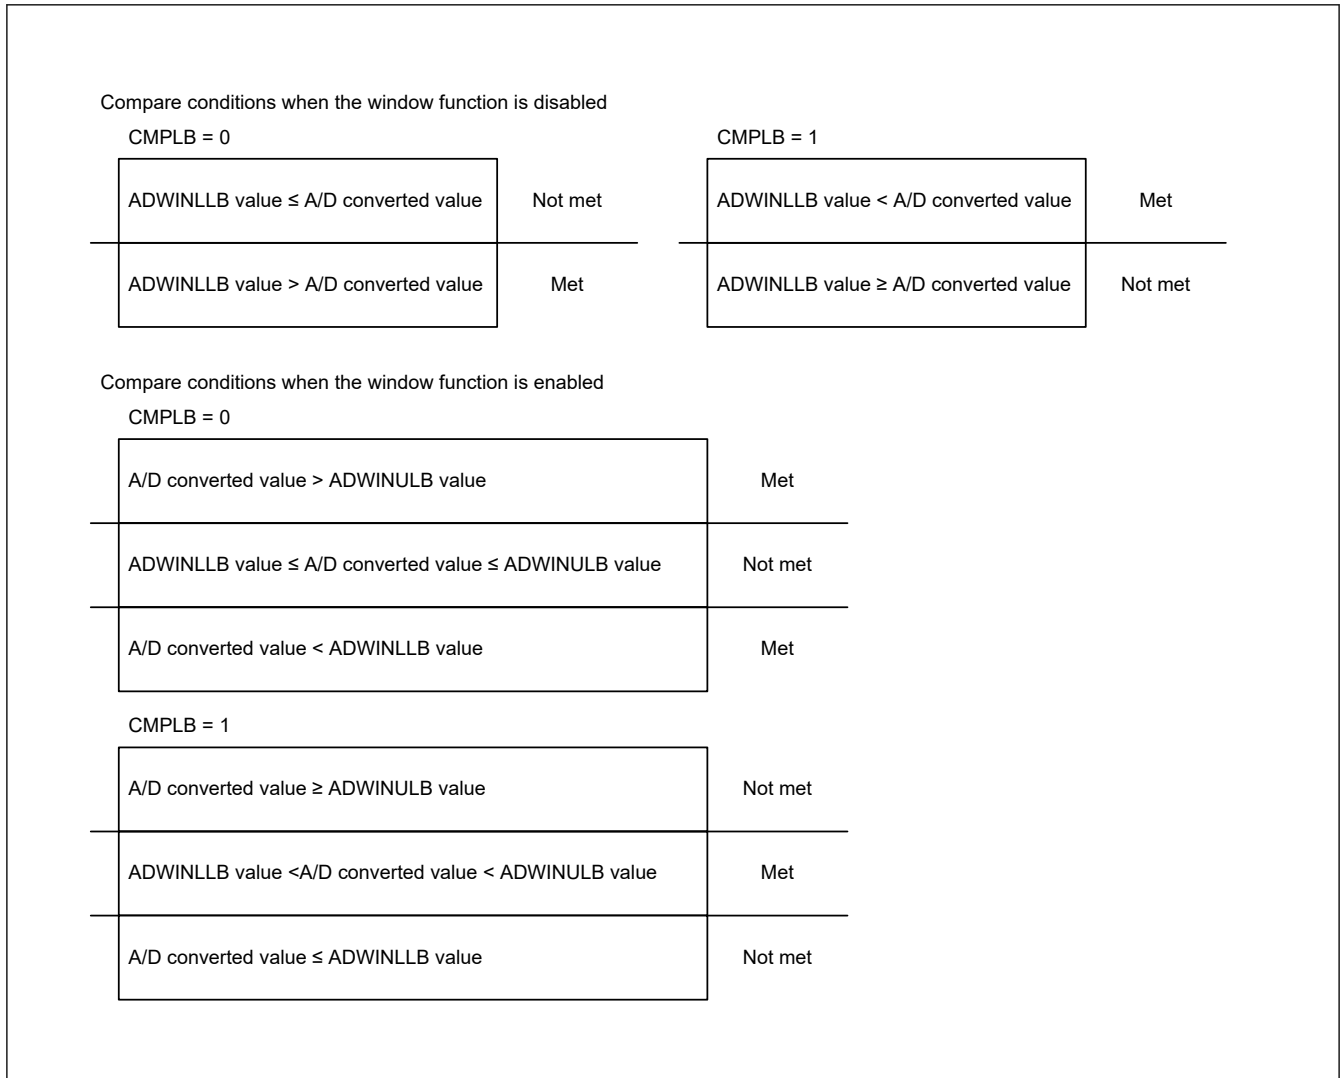 Compare conditions when the window function is disabled
CMPLB = 0
CMPLB = 1
ADWINLLB value ≤ A/D converted value Not met
ADWINLLB value < A/D converted value Met
ADWINLLB value > A/D converted value Met
ADWINLLB value ≥ A/D converted value Not met
Compare conditions when the window function is enabled
CMPLB = 0
A/D converted value > ADWINULB value Met
ADWINLLB value ≤ A/D converted value ≤ ADWINULB value Not met
A/D converted value < ADWINLLB value Met
CMPLB = 1
A/D converted value ≥ ADWINULB value Not met
ADWINLLB value <A/D converted value < ADWINULB value Met
A/D converted value ≤ ADWINLLB value Not met